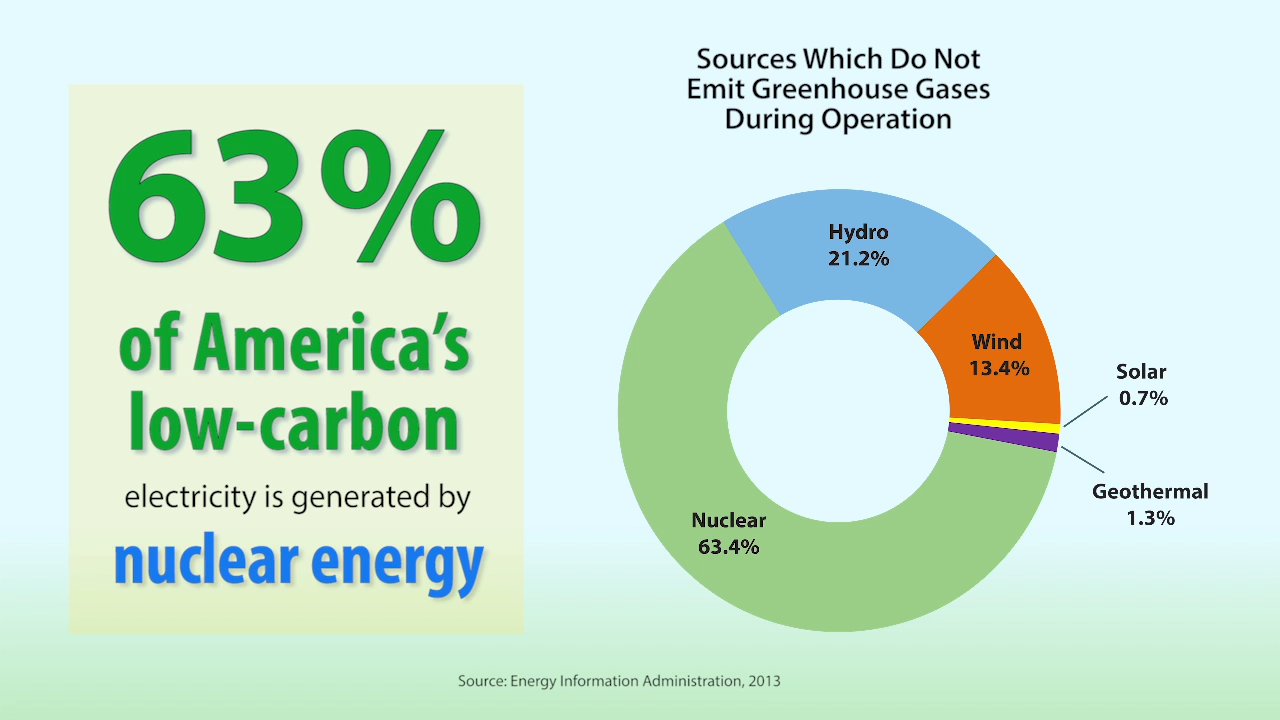 63%
of America's
low-carbon
electricity is generated by
nuclear energy
Sources Which Do Not
Emit Greenhouse Gases
During Operation
Hydro
21.2%
Wind
13.4%
Solar
0.7%
Geothermal
1.3%
Nuclear
63.4%
Source: Energy Information Administration, 2013